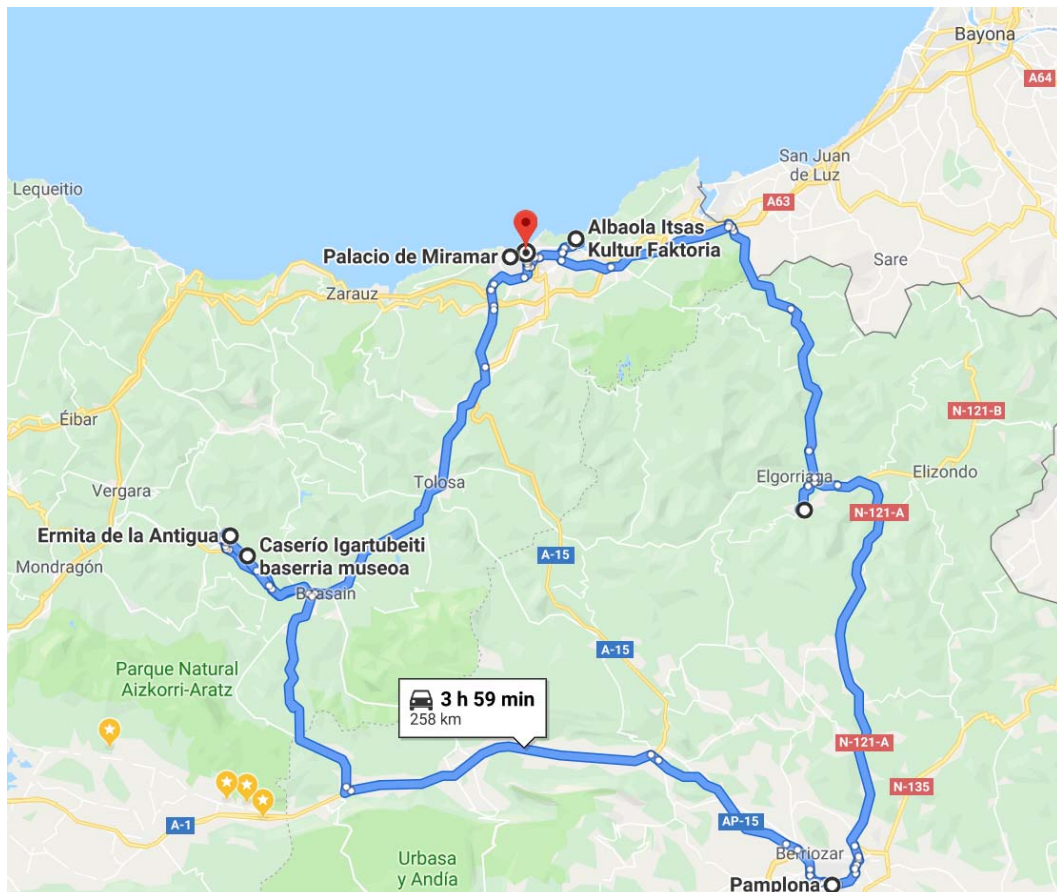 Bayona
A64
San Juan
de Luz
Lequeitio
A63
Albaola Itsas
Kultur Faktoria
Palacio de Miramar
Sare
Zarauz
N-121-B
Éibar
Elgorriaga
Elizondo
Vergara
Tolosa
N-121-A
Ermita de la Antigua
Caserío Igartubeiti
baserria museoa
Mondragón
A-15
Beasain
A-15
Parque Natural
Aizkorri-Aratz
3 h 59 min
258 km
N-121-A
N-135
A-1
AP-15
Urbasa
y Andía
Berriozar
Pamplona